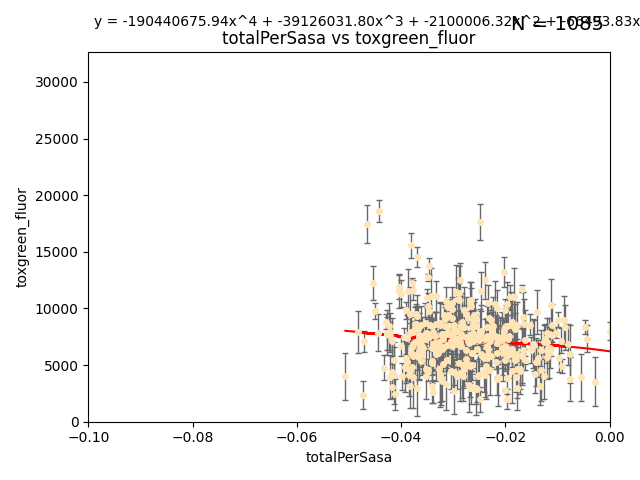 y = -190440675.94x^4 + -39126031.80x^3 + -2100006.32x^2 +
N = 1085
totalPerSasa vs toxgreen_fluor
30000
25000
20000
15000
10000
5000
0
toxgreen_fluor
−0.10 −0.08 −0.06 −0.04 −0.02 0.00
totalPerSasa